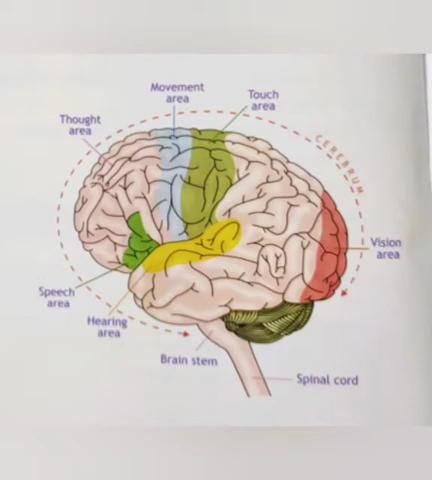 Movement
area
Touch
area
Thought
area
CEREBRUM
Vision
area
Speech
area
Hearing
area
Brain stem
Spinal cord